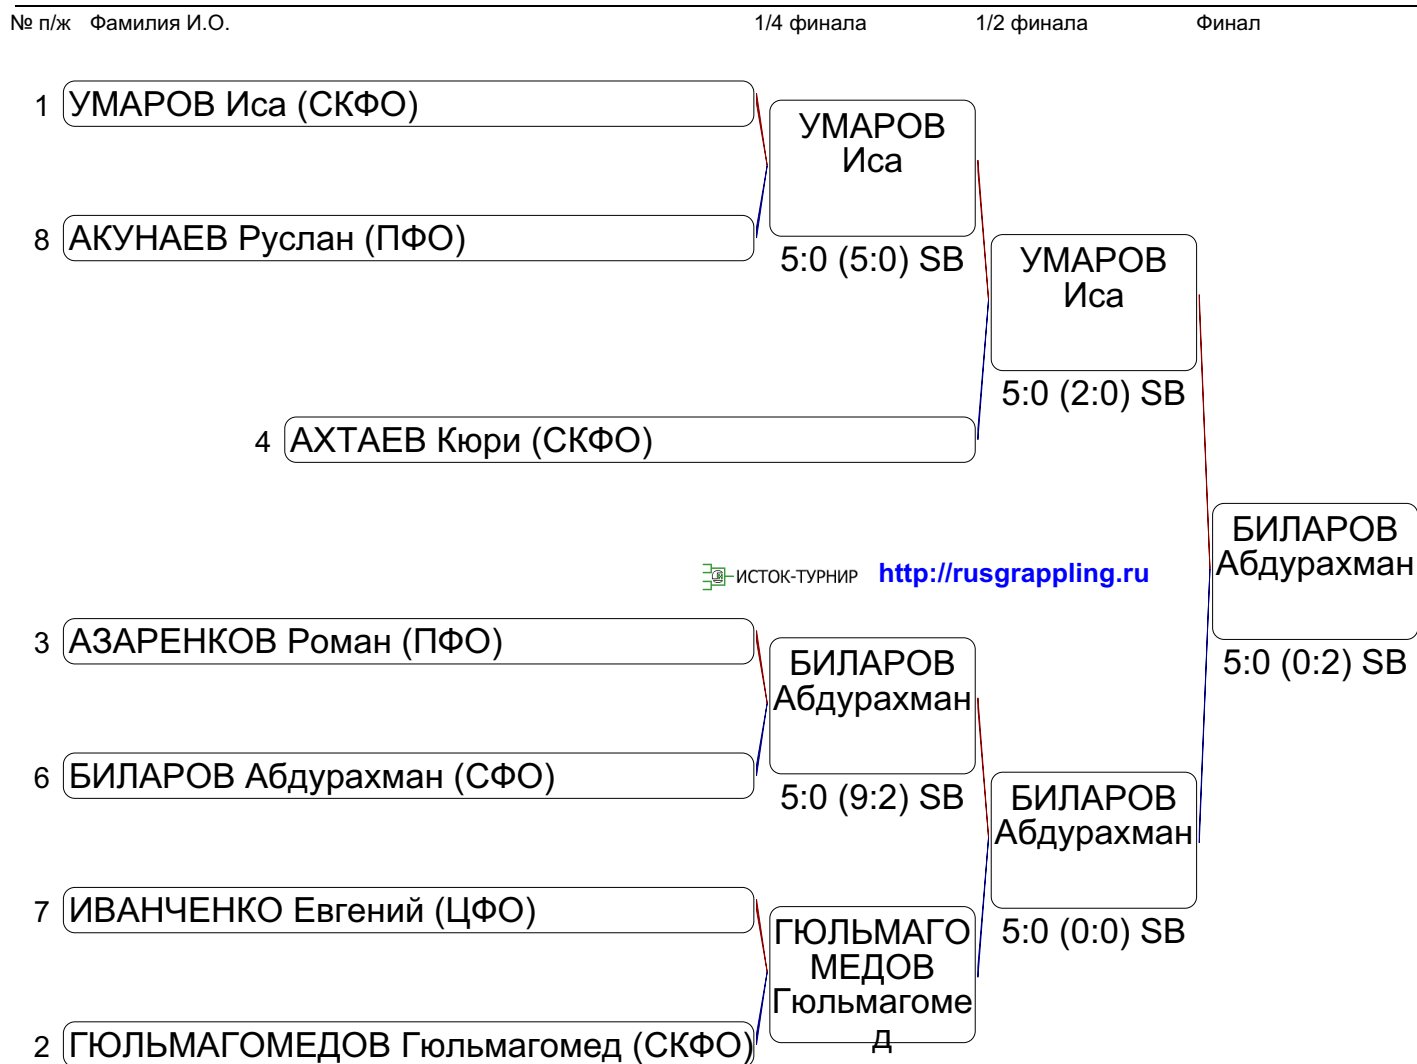 № п/ж Фамилия И.О. 1/4 финала 1/2 финала Финал
1 УМАРОВ Иса (СКФО)
УМАРОВ
Иса
8 АКУНАЕВ Руслан (ПФО)
5:0 (5:0) SB
УМАРОВ
Иса
5:0 (2:0) SB
4 АХТАЕВ Кюри (СКФО)
БИЛАРОВ
Абдурахман
5:0 (0:2) SB
ИСТОК-ТУРНИР http://rusgrappling.ru
3 АЗАРЕНКОВ Роман (ПФО)
БИЛАРОВ
Абдурахман
6 БИЛАРОВ Абдурахман (СФО)
5:0 (9:2) SB
БИЛАРОВ
Абдурахман
5:0 (0:0) SB
7 ИВАНЧЕНКО Евгений (ЦФО)
ГЮЛЬМАГО
МЕДОВ
Гюльмагоме
д
2 ГЮЛЬМАГОМЕДОВ Гюльмагомед (СКФО)